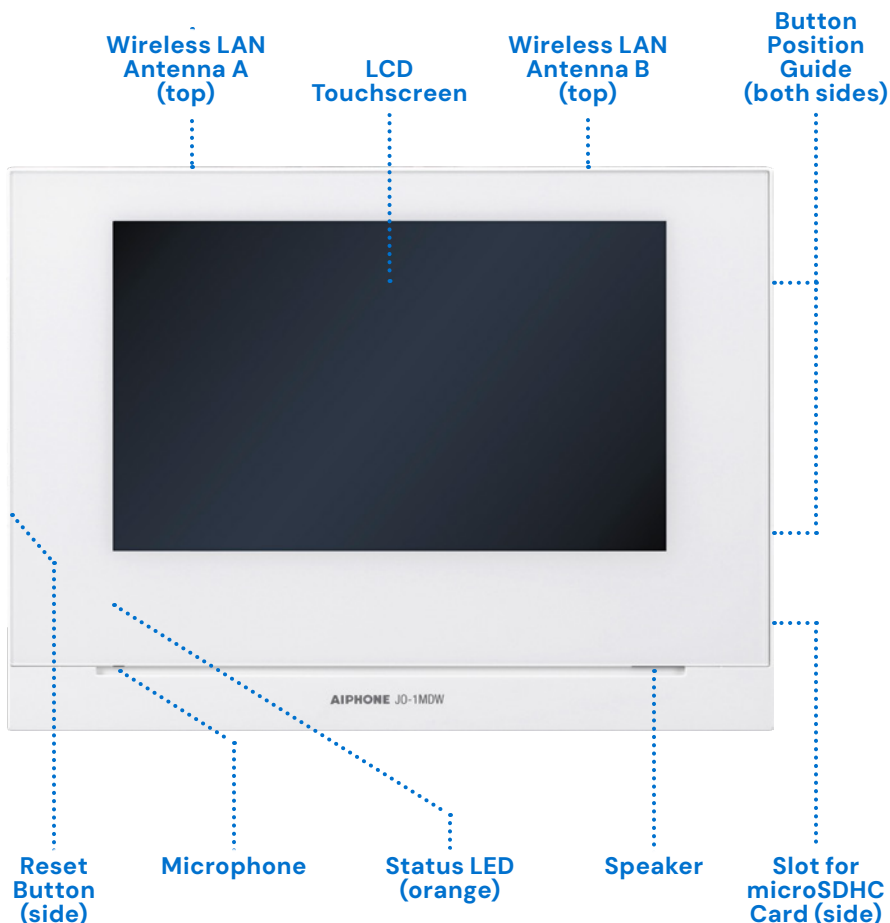 Wireless LAN
Antenna A
(top)
LCD
Touchscreen
Wireless LAN
Antenna B
(top)
Button
Position
Guide
(both sides)
AIPHONE JO-1MDW
Reset
Button
(side)
Microphone
Status LED
(orange)
Speaker
Slot for
microSDHC
Card (side)